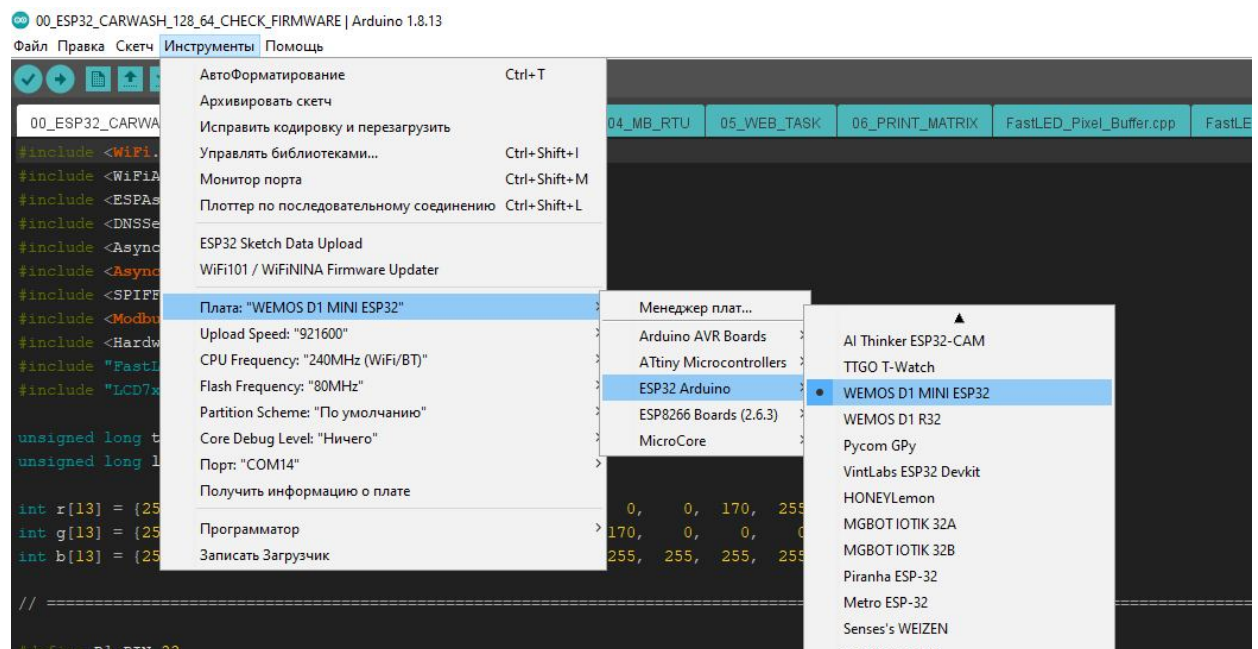 00_ESP32_CARWASH_128_64_CHECK_FIRMWARE | Arduino 1.8.13
Файл Правка Скетч Инструменты Помощь
00_ESP32_CARWA
04_MB_RTU
05_WEB_TASK
06_PRINT_MATRIX
FastLED_Pixel_Buffer.cpp
FastLE
#include <WiFi.
#include <WiFiA
#include <ESPAs
#include <DNSSe
#include <Async
#include <Async
#include <SPIFF
#include <Modbu
#include <Hardw
#include "FastL
#include "LCD7x
unsigned long t
unsigned long l
int r[13] = {25 0, 0, 170, 255
int g[13] = {25 170, 0, 0, 0
int b[13] = {25 255, 255, 255, 255
// ====
АвтоФорматирование Ctrl+T
Архивировать скетч
Исправить кодировку и перезагрузить
Управлять библиотеками... Ctrl+Shift+I
Монитор порта Ctrl+Shift+M
Плоттер по последовательному соединению Ctrl+Shift+L
ESP32 Sketch Data Upload
WiFi101 / WiFiNINA Firmware Updater
Плата: "WEMOS D1 MINI ESP32"
Upload Speed: "921600"
CPU Frequency: "240MHz (WiFi/BT)"
Flash Frequency: "80MHz"
Partition Scheme: "По умолчанию"
Core Debug Level: "Ничего"
Порт: "COM14"
Получить информацию о плате
Программатор
Записать Загрузчик
Менеджер плат...
Arduino AVR Boards
ATtiny Microcontrollers
ESP32 Arduino
ESP8266 Boards (2.6.3)
MicroCore
AI Thinker ESP32-CAM
TTGO T-Watch
WEMOS D1 MINI ESP32
WEMOS D1 R32
Pycom GPy
VintLabs ESP32 Devkit
HONEYLemon
MGBOT IOTIK 32A
MGBOT IOTIK 32B
Piranha ESP-32
Metro ESP-32
Senses's WEIZEN